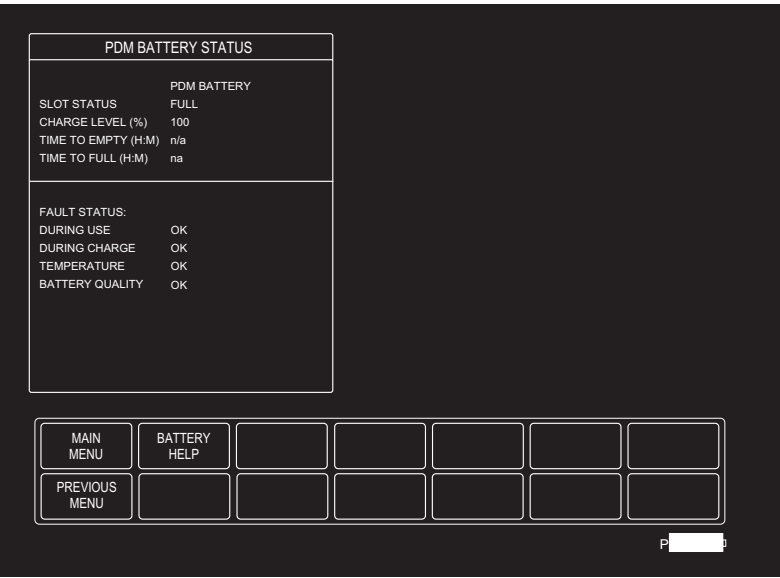 PDM BATTERY STATUS
PDM BATTERY
SLOT STATUS FULL
CHARGE LEVEL (%) 100
TIME TO EMPTY (H:M) n/a
TIME TO FULL (H:M) na
FAULT STATUS:
DURING USE OK
DURING CHARGE OK
TEMPERATURE OK
BATTERY QUALITY OK
MAIN
MENU
BATTERY
HELP
PREVIOUS
MENU